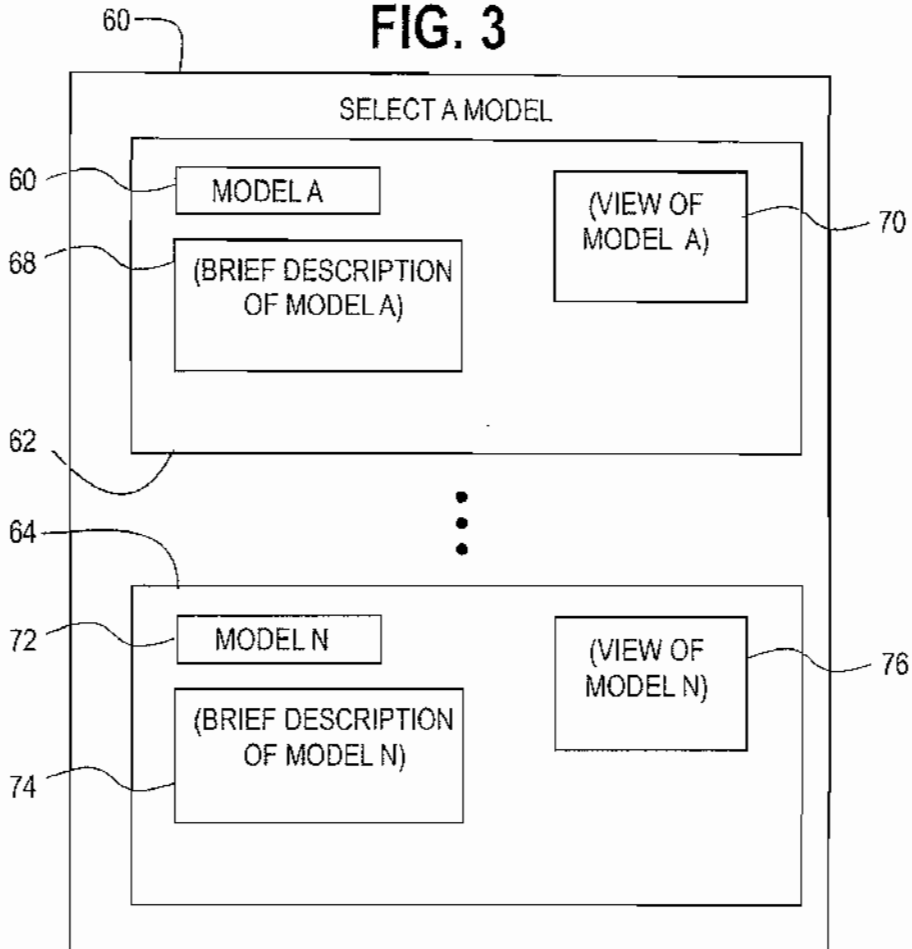 FIG. 3
60
SELECT A MODEL
60
MODEL A
(VIEW OF
MODEL A)
70
68
(BRIEF DESCRIPTION
OF MODEL A)
62
64
72
MODEL N
(VIEW OF
MODEL N)
76
(BRIEF DESCRIPTION
OF MODEL N)
74